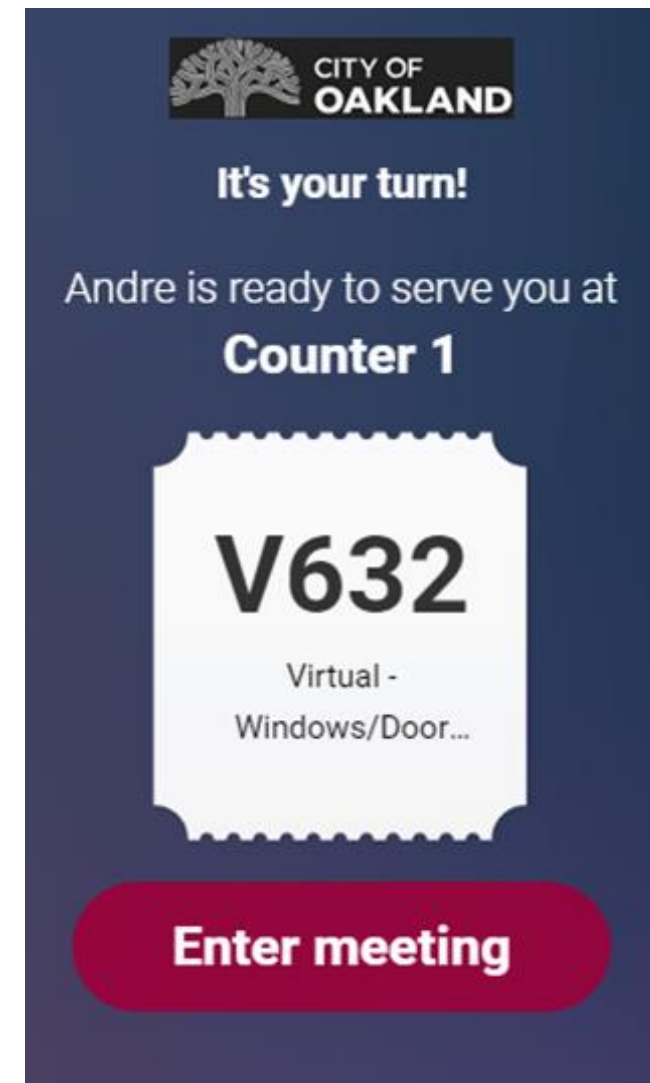 CITY OF
OAKLAND
It's your turn!
Andre is ready to serve you at
Counter 1
V632
Virtual -
Windows/Door...
Enter meeting